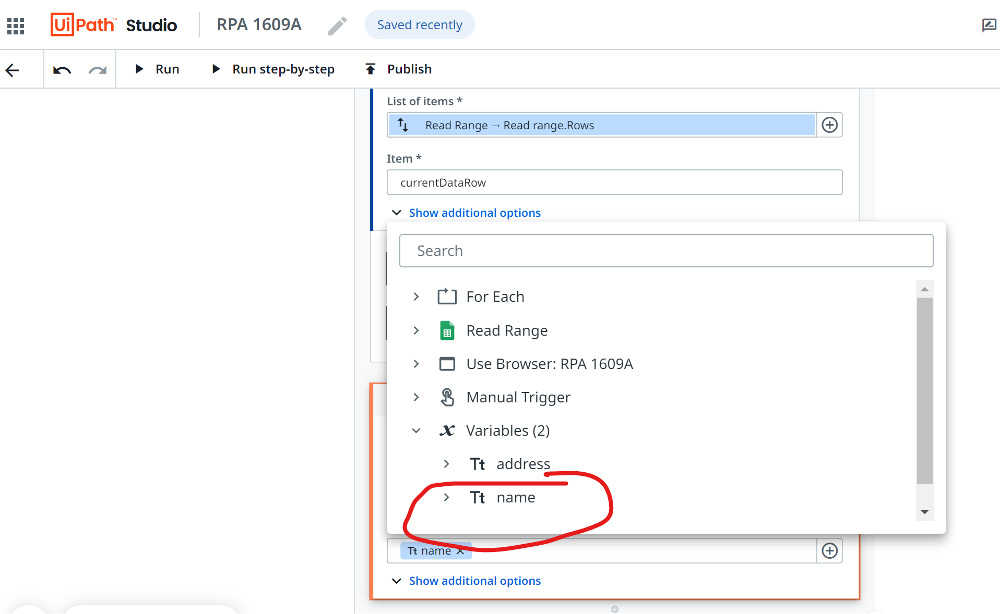 UiPath™ Studio RPA 1609A Saved recently
Run Run step-by-step Publish
List of items *
Read Range → Read range.Rows
Item *
currentDataRow
Show additional options
Search
For Each
Read Range
Use Browser: RPA 1609A
Manual Trigger
Variables (2)
Tt address
Tt name
Tt name ×
Show additional options